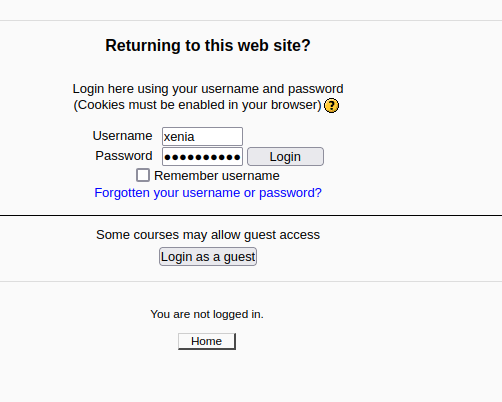 Returning to this web site?
Login here using your username and password
(Cookies must be enabled in your browser) ?
Username xenia
Password ●●●●●●●●●● Login
Remember username
Forgotten your username or password?
Some courses may allow guest access
Login as a guest
You are not logged in.
Home